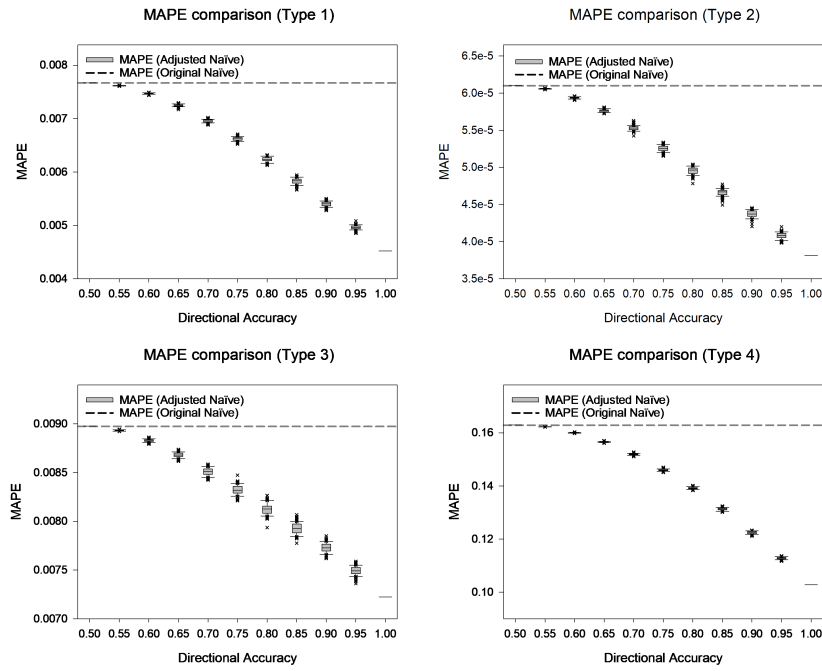 MAPE comparison (Type 1)
MAPE (Adjusted Naïve)
MAPE (Original Naïve)
MAPE
0.008
0.007
0.006
0.005
0.004
0.50 0.55 0.60 0.65 0.70 0.75 0.80 0.85 0.90 0.95 1.00
Directional Accuracy
MAPE comparison (Type 2)
MAPE (Adjusted Naïve)
MAPE (Original Naïve)
MAPE
6.5e-5
6.0e-5
5.5e-5
5.0e-5
4.5e-5
4.0e-5
3.5e-5
0.50 0.55 0.60 0.65 0.70 0.75 0.80 0.85 0.90 0.95 1.00
Directional Accuracy
MAPE comparison (Type 3)
MAPE (Adjusted Naïve)
MAPE (Original Naïve)
MAPE
0.0090
0.0085
0.0080
0.0075
0.0070
0.50 0.55 0.60 0.65 0.70 0.75 0.80 0.85 0.90 0.95 1.00
Directional Accuracy
MAPE comparison (Type 4)
MAPE (Adjusted Naïve)
MAPE (Original Naïve)
MAPE
0.16
0.14
0.12
0.10
0.50 0.55 0.60 0.65 0.70 0.75 0.80 0.85 0.90 0.95 1.00
Directional Accuracy